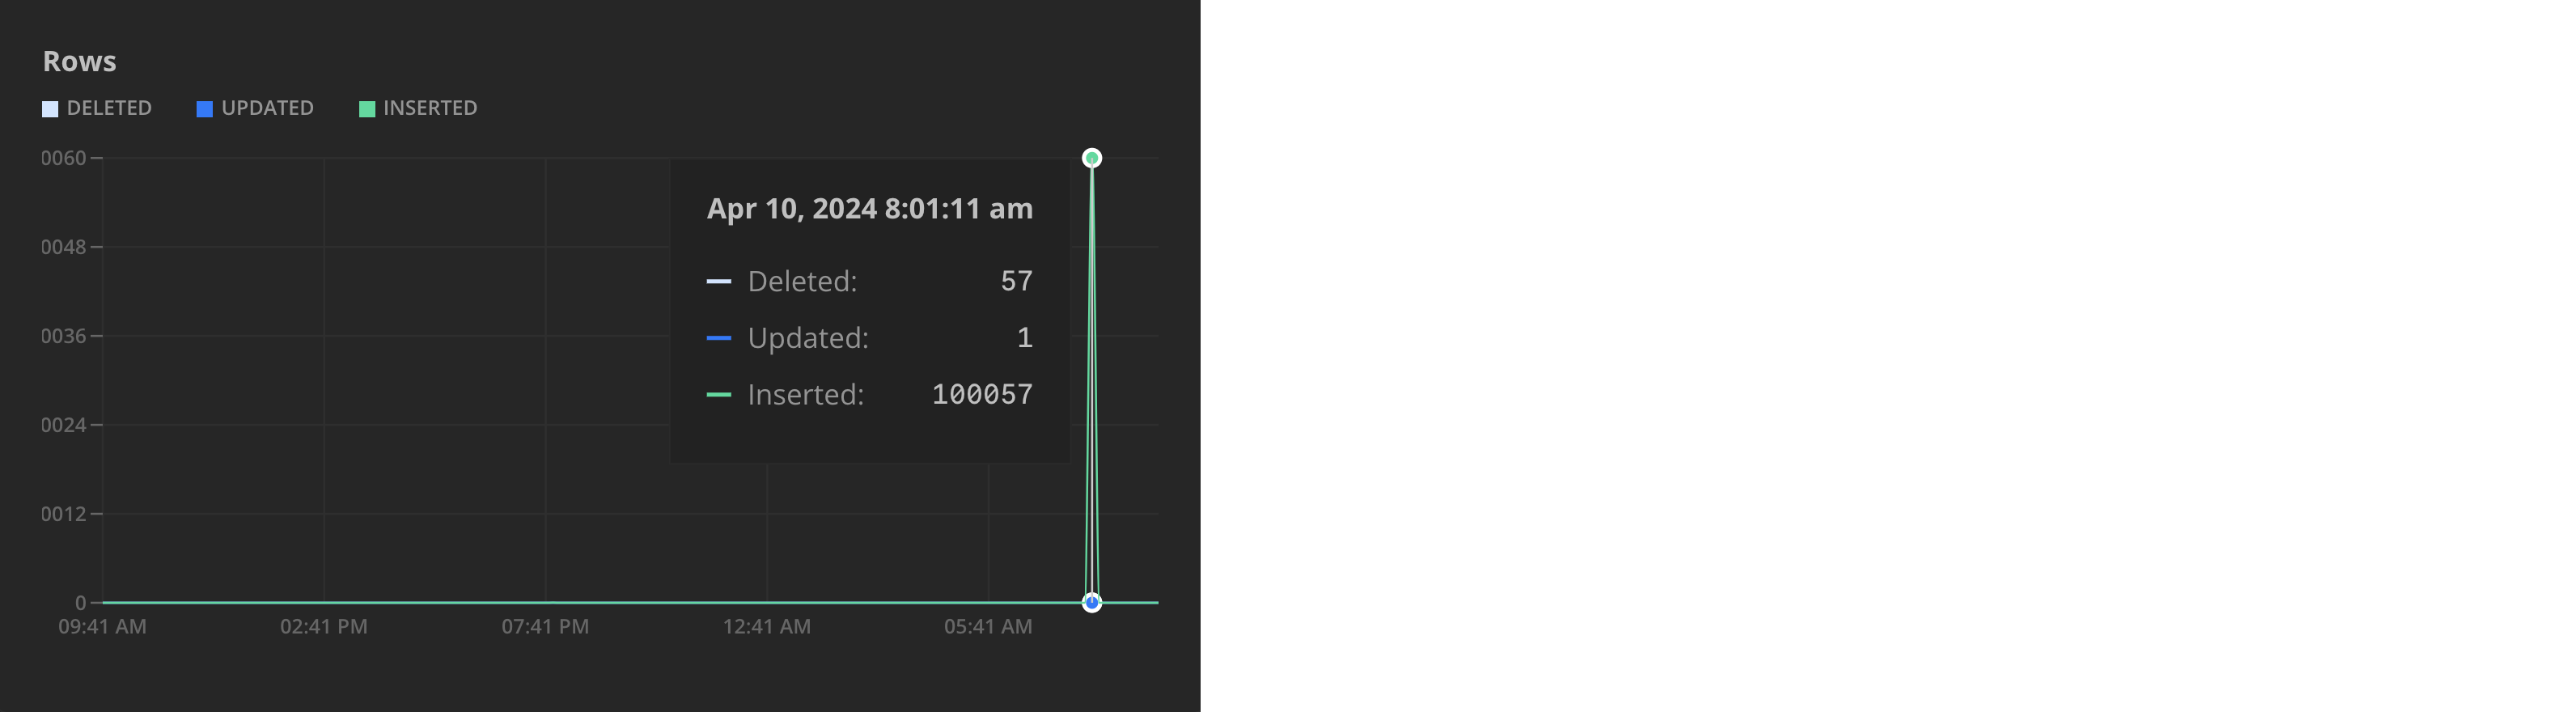 Rows
DELETED UPDATED INSERTED
0060
0048
0036
0024
0012
0
Apr 10, 2024 8:01:11 am
Deleted: 57
Updated: 1
Inserted: 100057
09:41 AM 02:41 PM 07:41 PM 12:41 AM 05:41 AM